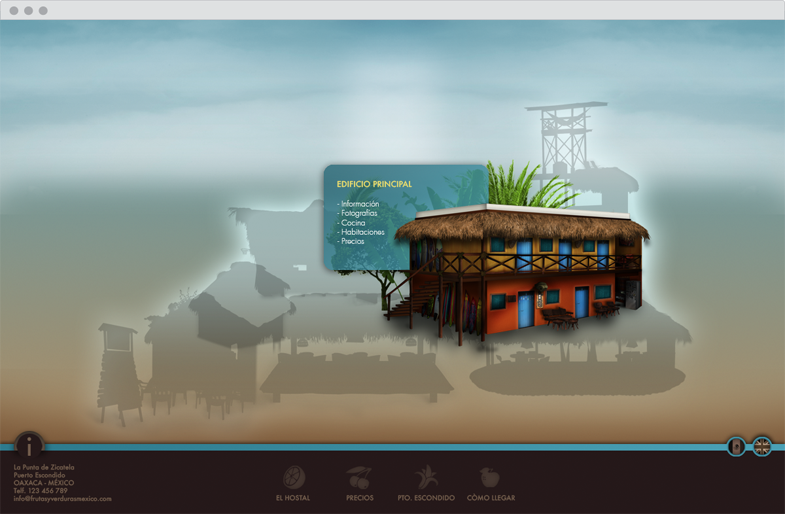 EDIFICIO PRINCIPAL
- Información
- Fotografías
- Cocina
- Habitaciones
- Precios
La Punta de Zicatela
Puerto Escondido
OAXACA - MÉXICO
Telf. 123 456 789
info@frutasyverdurasmexico.com
EL HOSTAL
PRECIOS
PTO. ESCONDIDO
CÓMO LLEGAR